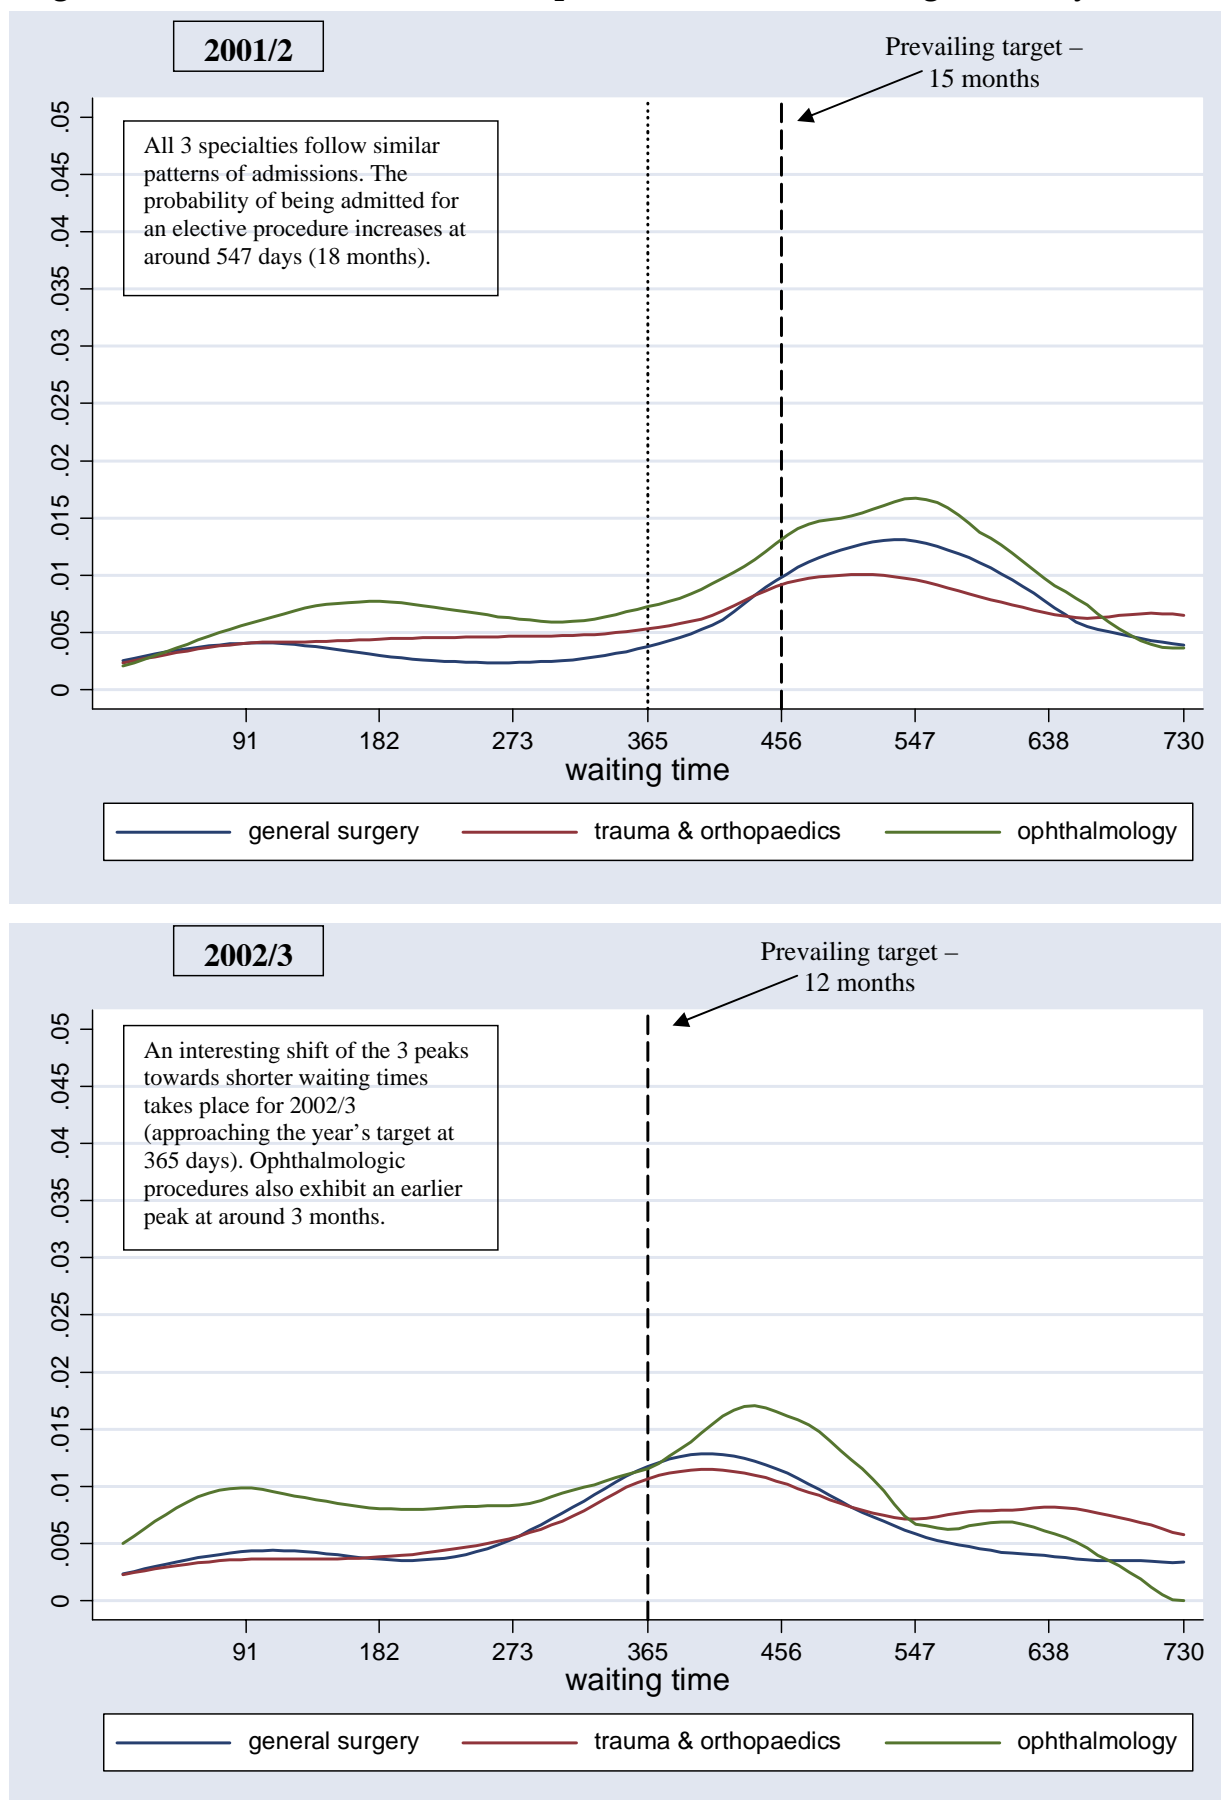 2001/2
Prevailing target –
15 months
All 3 specialties follow similar
patterns of admissions. The
probability of being admitted for
an elective procedure increases at
around 547 days (18 months).
.05
.045
.04
.035
.03
.025
.02
.015
.01
.005
0
91 182 273 365 456 547 638 730
waiting time
general surgery trauma & orthopaedics ophthalmology
2002/3
Prevailing target –
12 months
An interesting shift of the 3 peaks
towards shorter waiting times
takes place for 2002/3
(approaching the year's target at
365 days). Ophthalmologic
procedures also exhibit an earlier
peak at around 3 months.
.05
.045
.04
.035
.03
.025
.02
.015
.01
.005
0
91 182 273 365 456 547 638 730
waiting time
general surgery trauma & orthopaedics ophthalmology